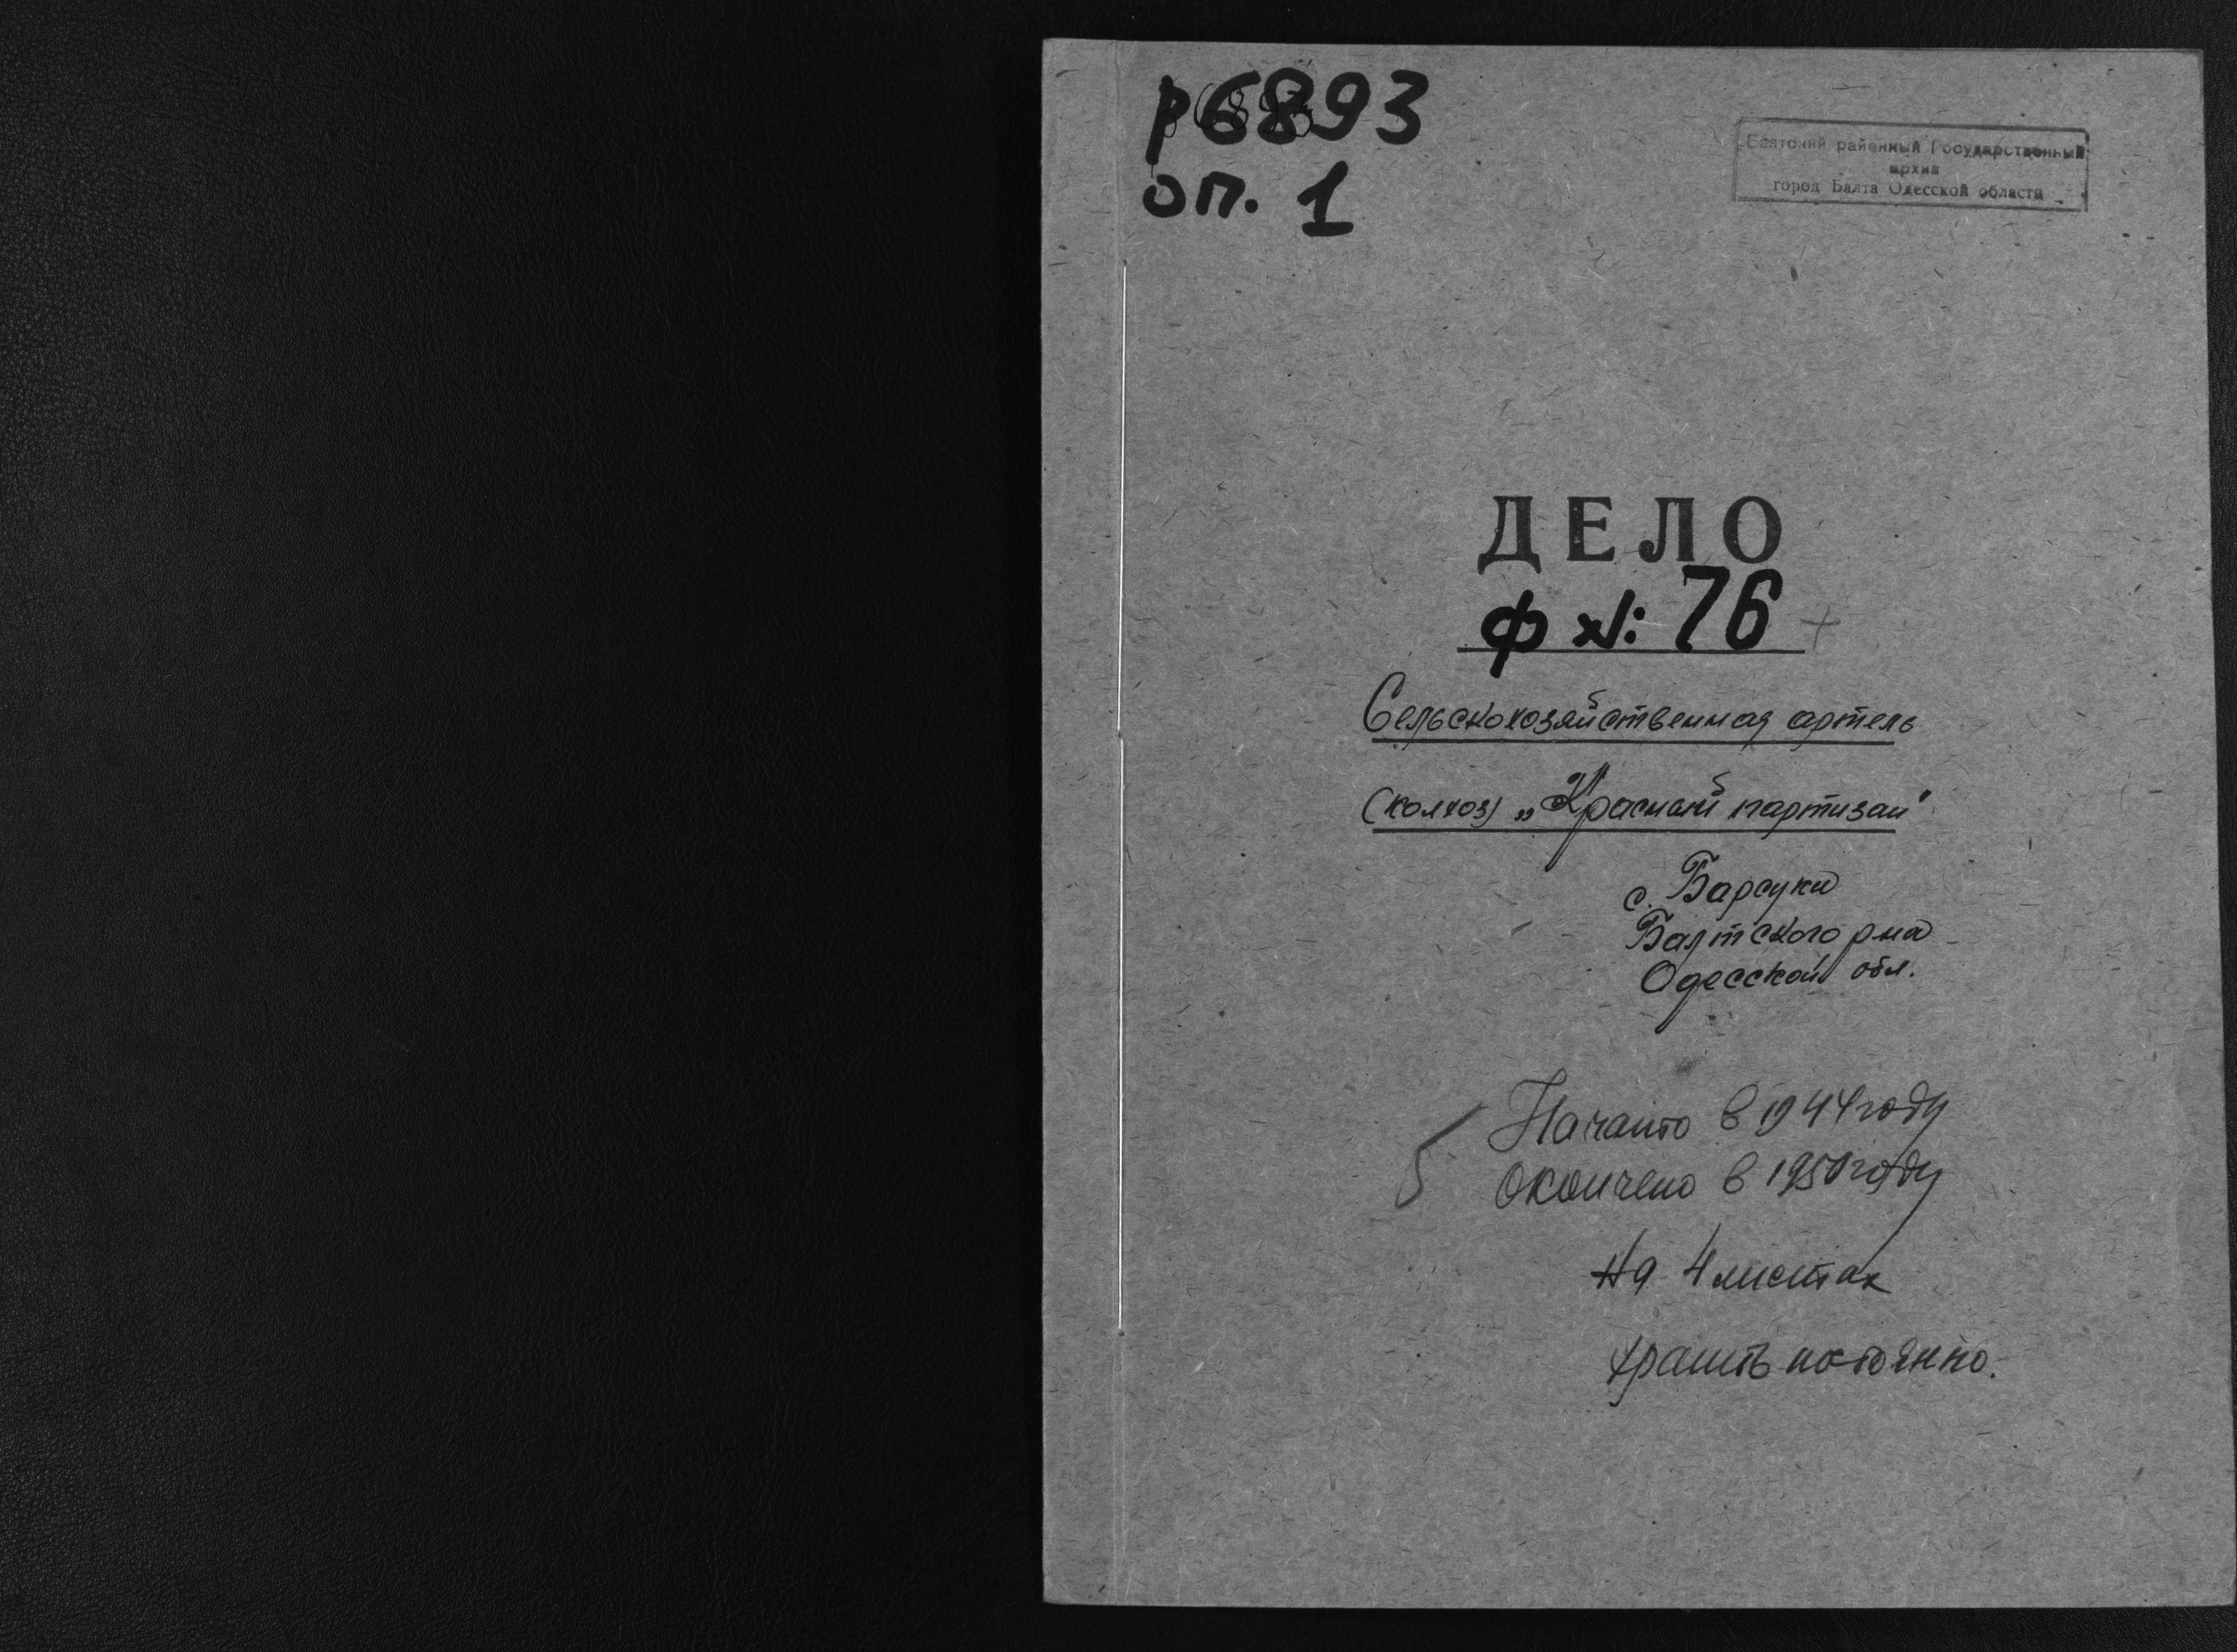 р6893
оп. 1
Балтский районный Государственный
архив
город Балта Одесской области
ДЕЛО
ф №: 76
Сельскохозяйственная артель
(колхоз) „Красный партизан"
с. Барсуки
Балтского р-на
Одесской обл.
Начато в 1944 году
Окончено в 1950 году
На 4 листах
хранить постоянно.